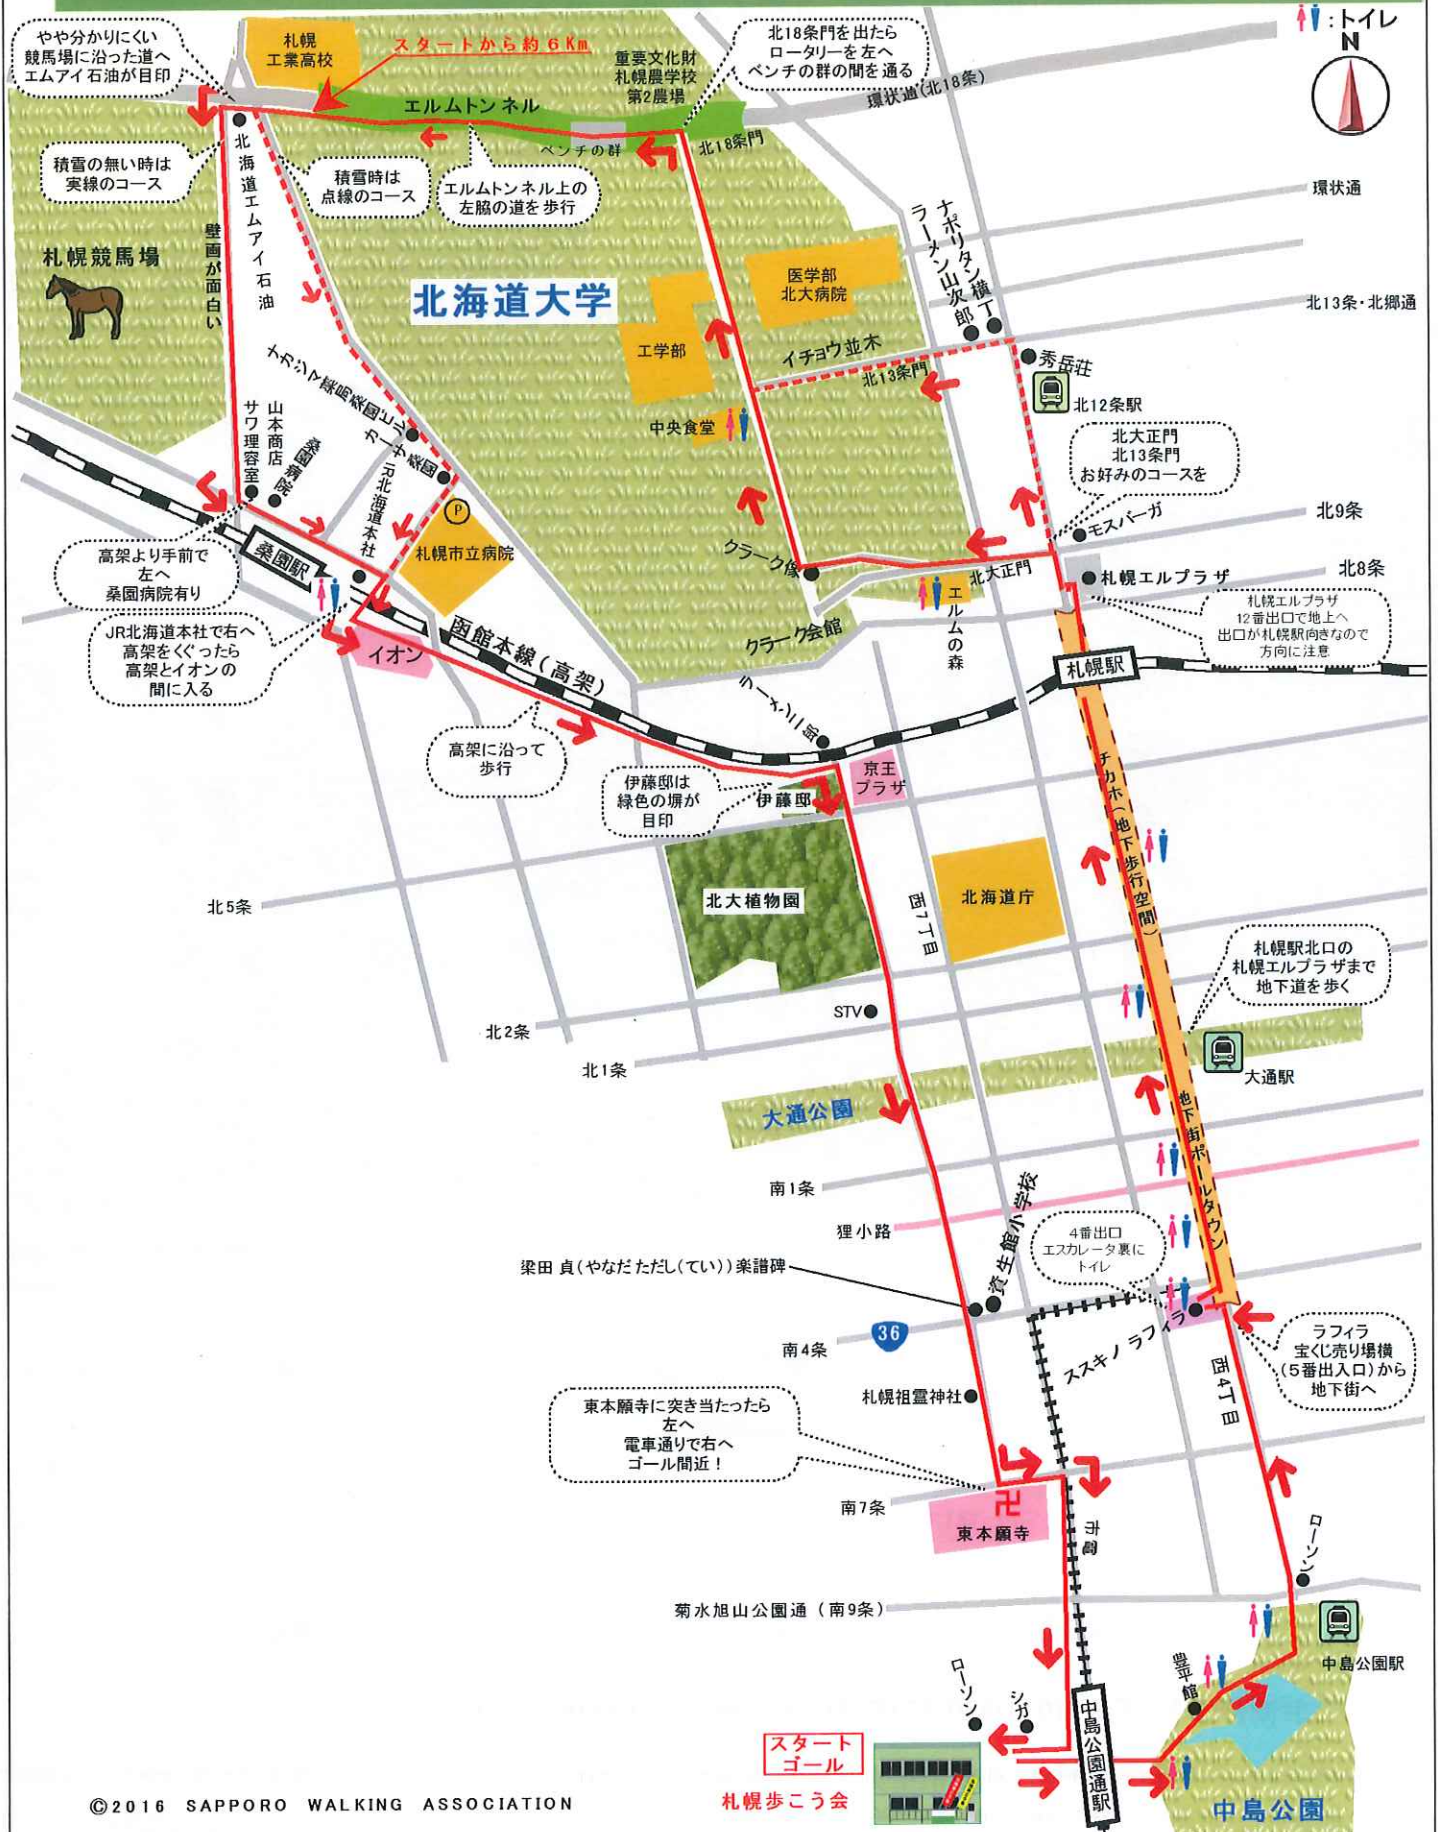 :トイレ
N
やや分かりにくい
競馬場に沿った道へ
エムアイ石油が目印
札幌
工業高校
スタートから約６Km
重要文化財
札幌農学校
第2農場
北18条門を出たら
ロータリーを左へ
ベンチの群の間を通る
環状通(北18条)
エルムトンネル
ベンチの群
北18条門
積雪の無い時は
実線のコース
北海道エムアイ石油
積雪時は
点線のコース
エルムトンネル上の
左脇の道を歩行
環状通
壁画が面白い
札幌競馬場
北海道大学
医学部
北大病院
ラーメン山次郎
ナポリタン横丁
北13条・北郷通
工学部
イチョウ並木
北13条門
秀岳荘
北12条駅
中央食堂
ナカジマ薬局桑園ビル
カーサ桑園
サワ理容室
山本商店
桑園病院
JR北海道本社
P
札幌市立病院
北大正門
北13条門
お好みのコースを
モスバーガ
北9条
高架より手前で
左へ
桑園病院有り
桑園駅
クラーク像
北大正門
札幌エルプラザ
北8条
エルムの森
クラーク会館
札幌エルプラザ
12番出口で地上へ
出口が札幌駅向きなので
方向に注意
JR北海道本社で右へ
高架をくぐったら
高架とイオンの
間に入る
イオン
函館本線(高架)
札幌駅
高架に沿って
歩行
ラーメン二郎
京王
プラザ
伊藤邸は
緑色の塀が
目印
伊藤邸
チカホ(地下歩行空間)
北5条
北大植物園
西7丁目
北海道庁
札幌駅北口の
札幌エルプラザまで
地下道を歩く
STV
北2条
北1条
大通駅
大通公園
地下街ポールタウン
南1条
狸小路
資生館小学校
4番出口
エスカレータ裏に
トイレ
梁田 貞(やなだ ただし(てい))楽譜碑
36
南4条
ススキノ ラフィラ
西4丁目
ラフィラ
宝くじ売り場横
(5番出入口)から
地下街へ
札幌祖霊神社
東本願寺に突き当たったら
左へ
電車通りで右へ
ゴール間近！
南7条
卍
東本願寺
市電
ローソン
菊水旭山公園通 (南9条)
中島公園駅
豊平館
ローソン
シガ
中島公園通駅
スタート
ゴール
札幌歩こう会
中島公園
©2016 SAPPORO WALKING ASSOCIATION